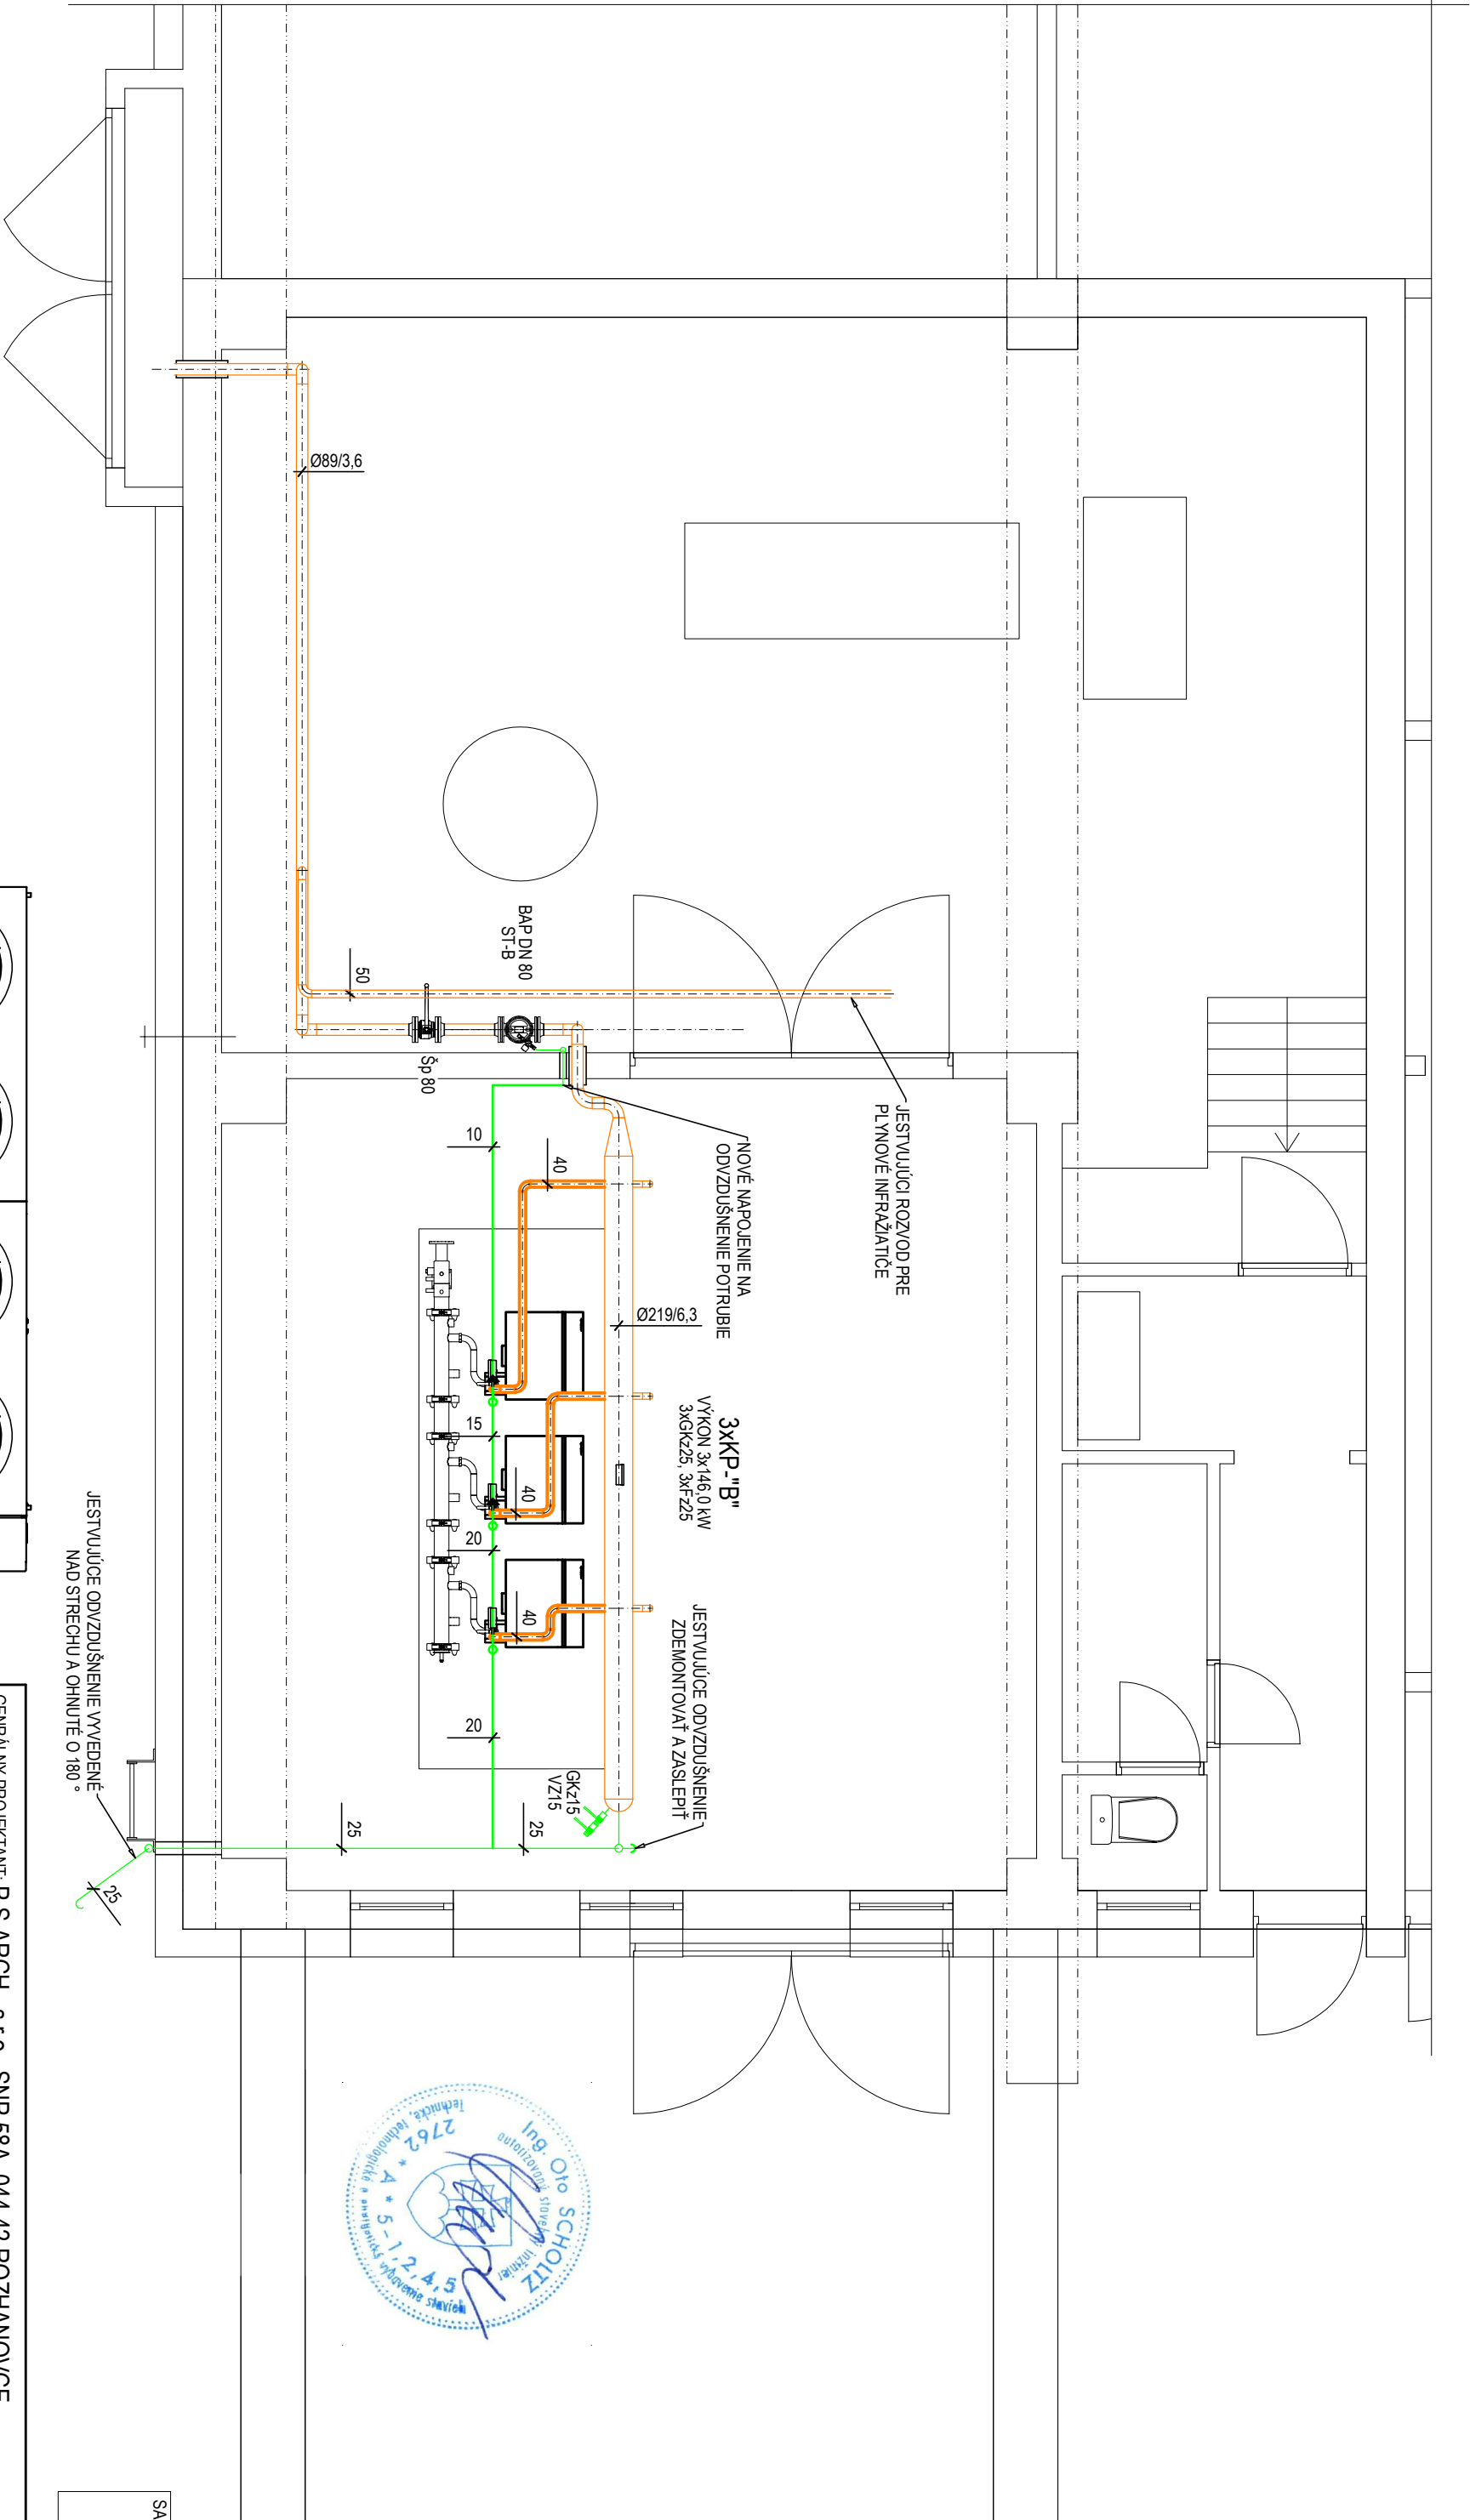 Ø89/3,6
BAP DN 80
ST-B
50
Šp 80
JESTVUJÚCI ROZVOD PRE
PLYNOVÉ INFRAŽIATIČE
NOVÉ NAPOJENIE NA
ODVZDUŠNENIE POTRUBIE
10
40
Ø219/6,3
3xKP-"B"
VÝKON 3x146,0 kW
3xGKz25, 3xFz25
15
40
20
40
JESTVUJÚCE ODVZDUŠNENIE
ZDEMONTOVAŤ A ZASLEPIŤ
20
GKz15
VZ15
25
25
JESTVUJÚCE ODVZDUŠNENIE VYVEDENÉ
NAD STRECHU A OHNUTÉ O 180 °
25
Ing. Oto SCHOLTZ
autorizovaný stavebný inžinier
2762 * A * 5-1,2,4,5
Technické, technologické a energetické vybavenie stavieb
SA